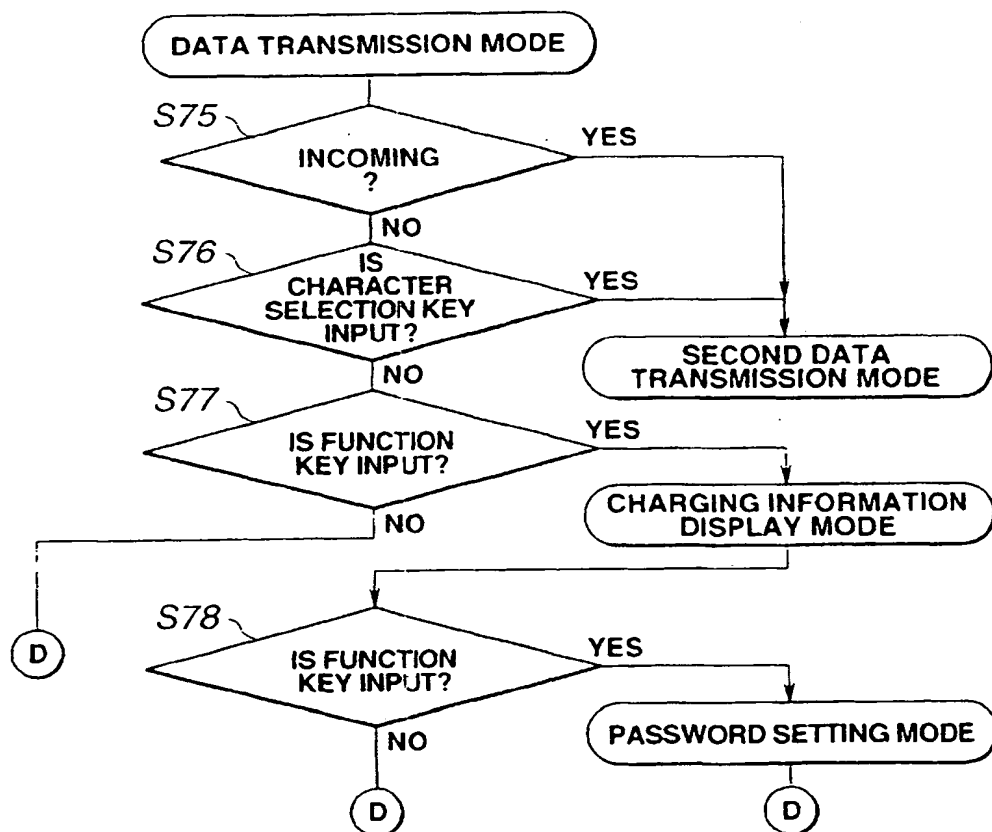 DATA TRANSMISSION MODE
S75
INCOMING
?
YES
NO
S76
IS
CHARACTER
SELECTION KEY
INPUT?
YES
NO
SECOND DATA
TRANSMISSION MODE
S77
IS FUNCTION
KEY INPUT?
YES
NO
CHARGING INFORMATION
DISPLAY MODE
D
S78
IS FUNCTION
KEY INPUT?
YES
NO
PASSWORD SETTING MODE
D
D